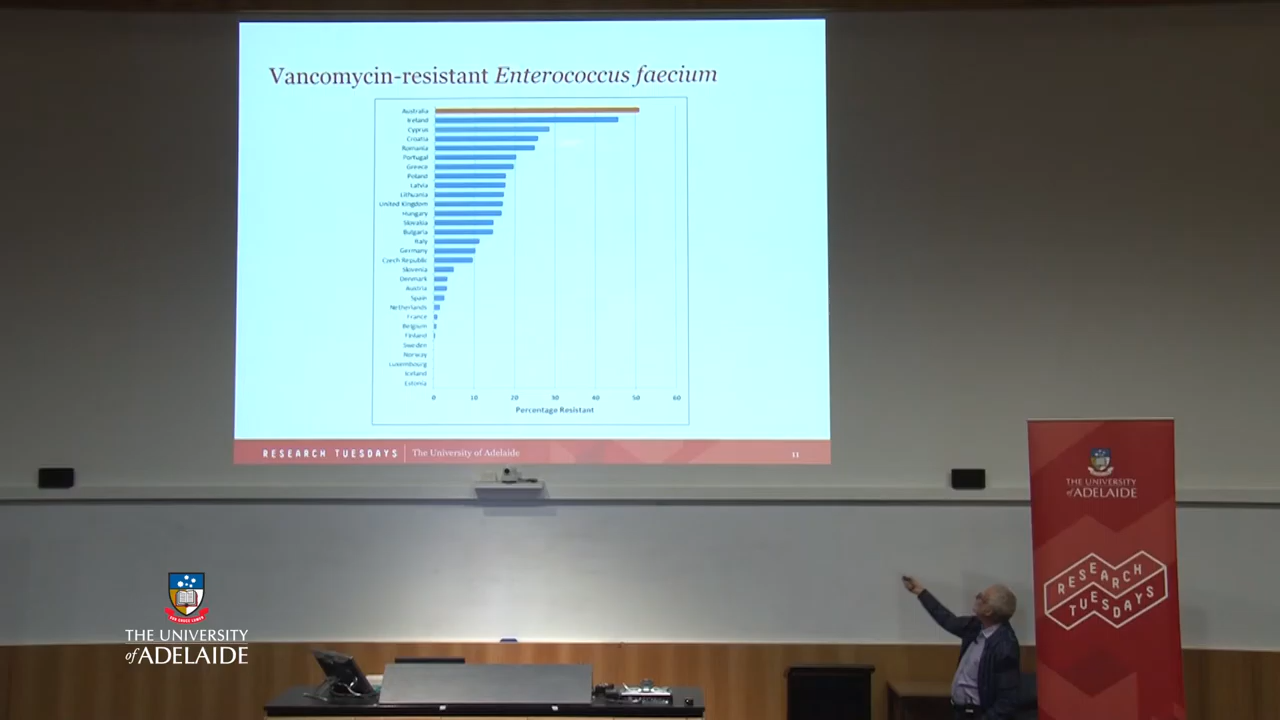 Vancomycin-resistant Enterococcus faecium
Australia
Ireland
Cyprus
Croatia
Romania
Portugal
Greece
Poland
Latvia
Lithuania
United Kingdom
Hungary
Slovakia
Bulgaria
Italy
Germany
Czech Republic
Slovenia
Denmark
Austria
Spain
Netherlands
France
Belgium
Finland
Sweden
Norway
Luxembourg
Iceland
Estonia
0 10 20 30 40 50 60
Percentage Resistant
RESEARCH TUESDAYS The University of Adelaide 11
THE UNIVERSITY
of ADELAIDE
RESEARCH
TUESDAYS
THE UNIVERSITY
of ADELAIDE